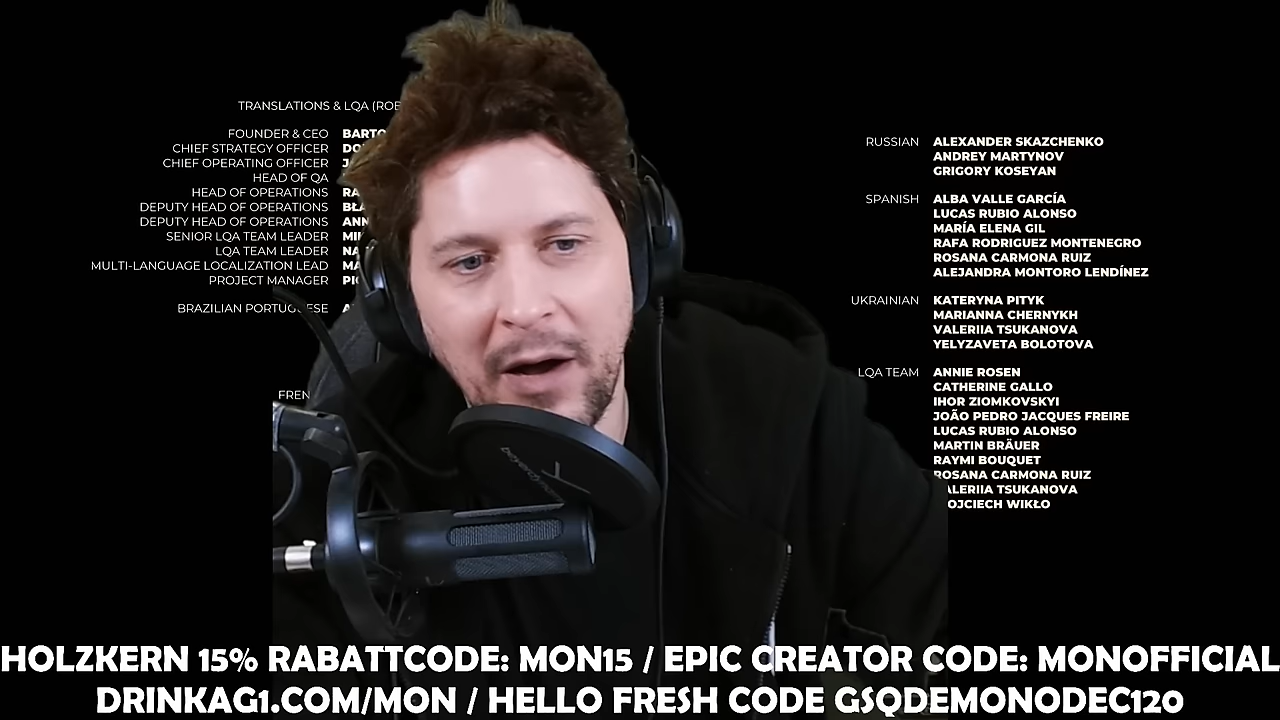 TRANSLATIONS & LQA
FOUNDER & CEO
CHIEF STRATEGY OFFICER
CHIEF OPERATING OFFICER
HEAD OF QA
HEAD OF OPERATIONS
DEPUTY HEAD OF OPERATIONS
DEPUTY HEAD OF OPERATIONS
SENIOR LQA TEAM LEADER
LQA TEAM LEADER
MULTI-LANGUAGE LOCALIZATION LEAD
PROJECT MANAGER
BRAZILIAN PORTUGUESE
RUSSIAN ALEXANDER SKAZCHENKO
ANDREY MARTYNOV
GRIGORY KOSEYAN
SPANISH ALBA VALLE GARCÍA
LUCAS RUBIO ALONSO
MARÍA ELENA GIL
RAFA RODRIGUEZ MONTENEGRO
ROSANA CARMONA RUIZ
ALEJANDRA MONTORO LENDÍNEZ
UKRAINIAN KATERYNA PITYK
MARIANNA CHERNYKH
VALERIIA TSUKANOVA
YELYZAVETA BOLOTOVA
LQA TEAM ANNIE ROSEN
CATHERINE GALLO
IHOR ZIOMKOVSKYI
JOÃO PEDRO JACQUES FREIRE
LUCAS RUBIO ALONSO
MARTIN BRÄUER
RAYMI BOUQUET
ROSANA CARMONA RUIZ
VALERIIA TSUKANOVA
WIKŁO
HOLZKERN 15% RABATTCODE: MON15 / EPIC CREATOR CODE: MONOFFICIAL
DRINKAG1.COM/MON / HELLO FRESH CODE GSQDEMONODEC120